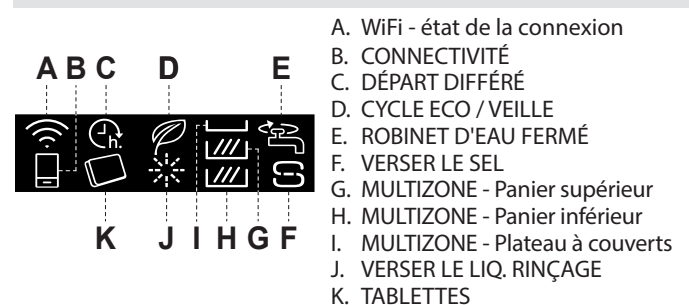 A B C D E
h
K J I H G F
A. WiFi - état de la connexion
B. CONNECTIVITÉ
C. DÉPART DIFFÉRÉ
D. CYCLE ECO / VEILLE
E. ROBINET D'EAU FERMÉ
F. VERSER LE SEL
G. MULTIZONE - Panier supérieur
H. MULTIZONE - Panier inférieur
I. MULTIZONE - Plateau à couverts
J. VERSER LE LIQ. RINÇAGE
K. TABLETTES